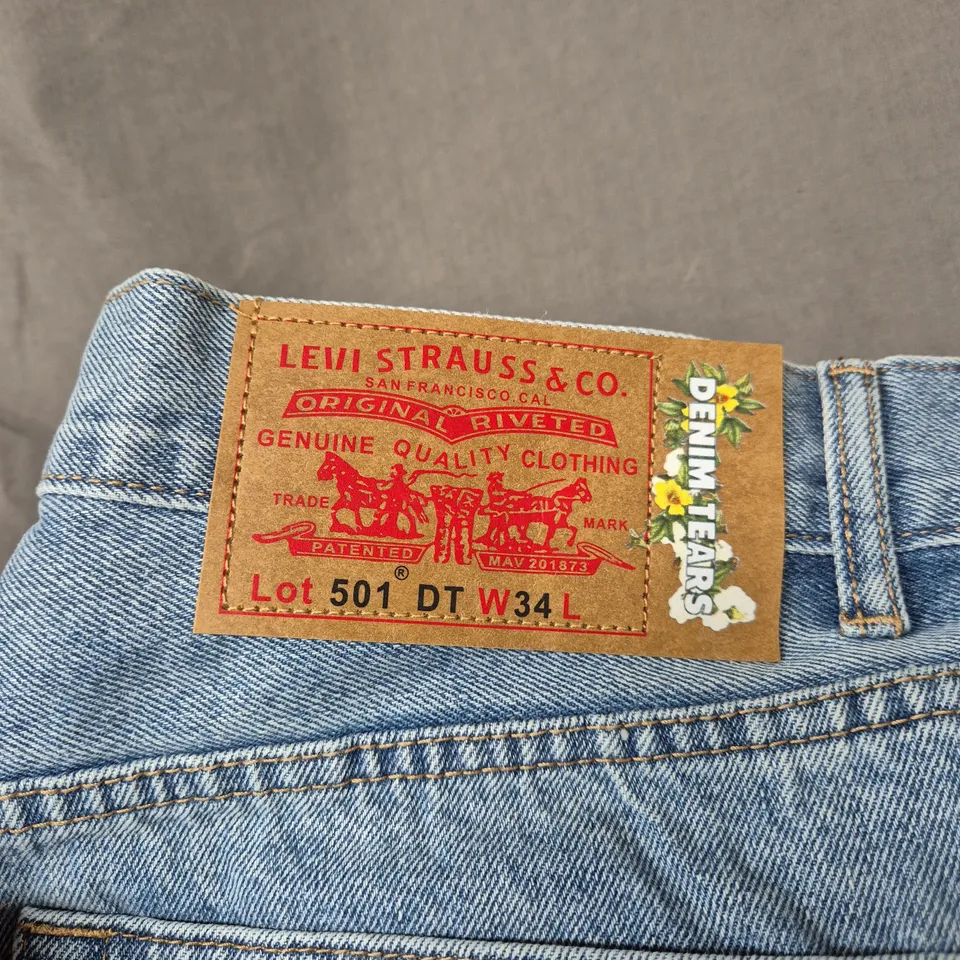 LEWI STRAUSS & CO.
SAN FRANCISCO, CAL
ORIGINAL RIVETED
GENUINE QUALITY CLOTHING
TRADE MARK
PATENTED MAV 201873
Lot 501® DT W34 L
DENIM TEARS